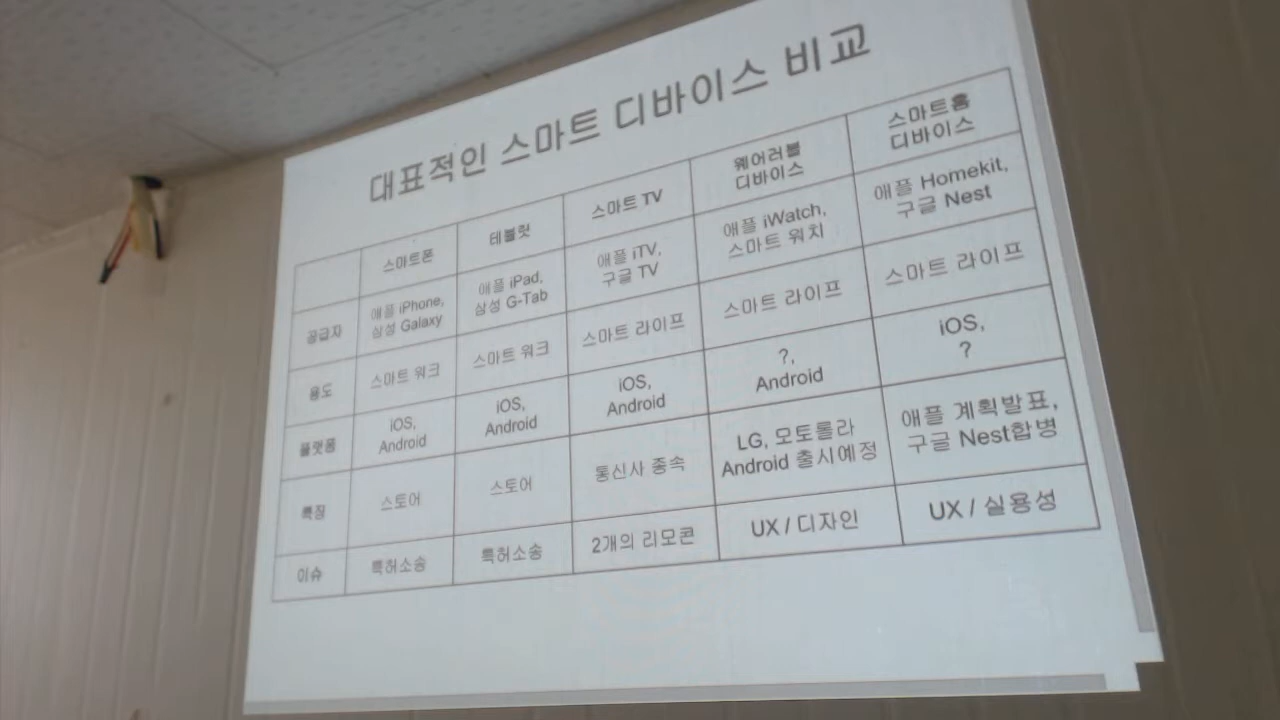 대표적인 스마트 디바이스 비교
스마트폰
테블릿
스마트 TV
웨어러블
디바이스
스마트홈
디바이스
공급자
애플 iPhone,
삼성 Galaxy
애플 iPad,
삼성 G-Tab
애플 iTV,
구글 TV
애플 iWatch,
스마트 워치
애플 Homekit,
구글 Nest
용도
스마트 워크
스마트 워크
스마트 라이프
스마트 라이프
스마트 라이프
플랫폼
iOS,
Android
iOS,
Android
iOS,
Android
?,
Android
iOS,
?
특징
스토어
스토어
통신사 종속
LG, 모토롤라
Android 출시예정
애플 계획발표,
구글 Nest합병
이슈
특허소송
특허소송
2개의 리모콘
UX / 디자인
UX / 실용성